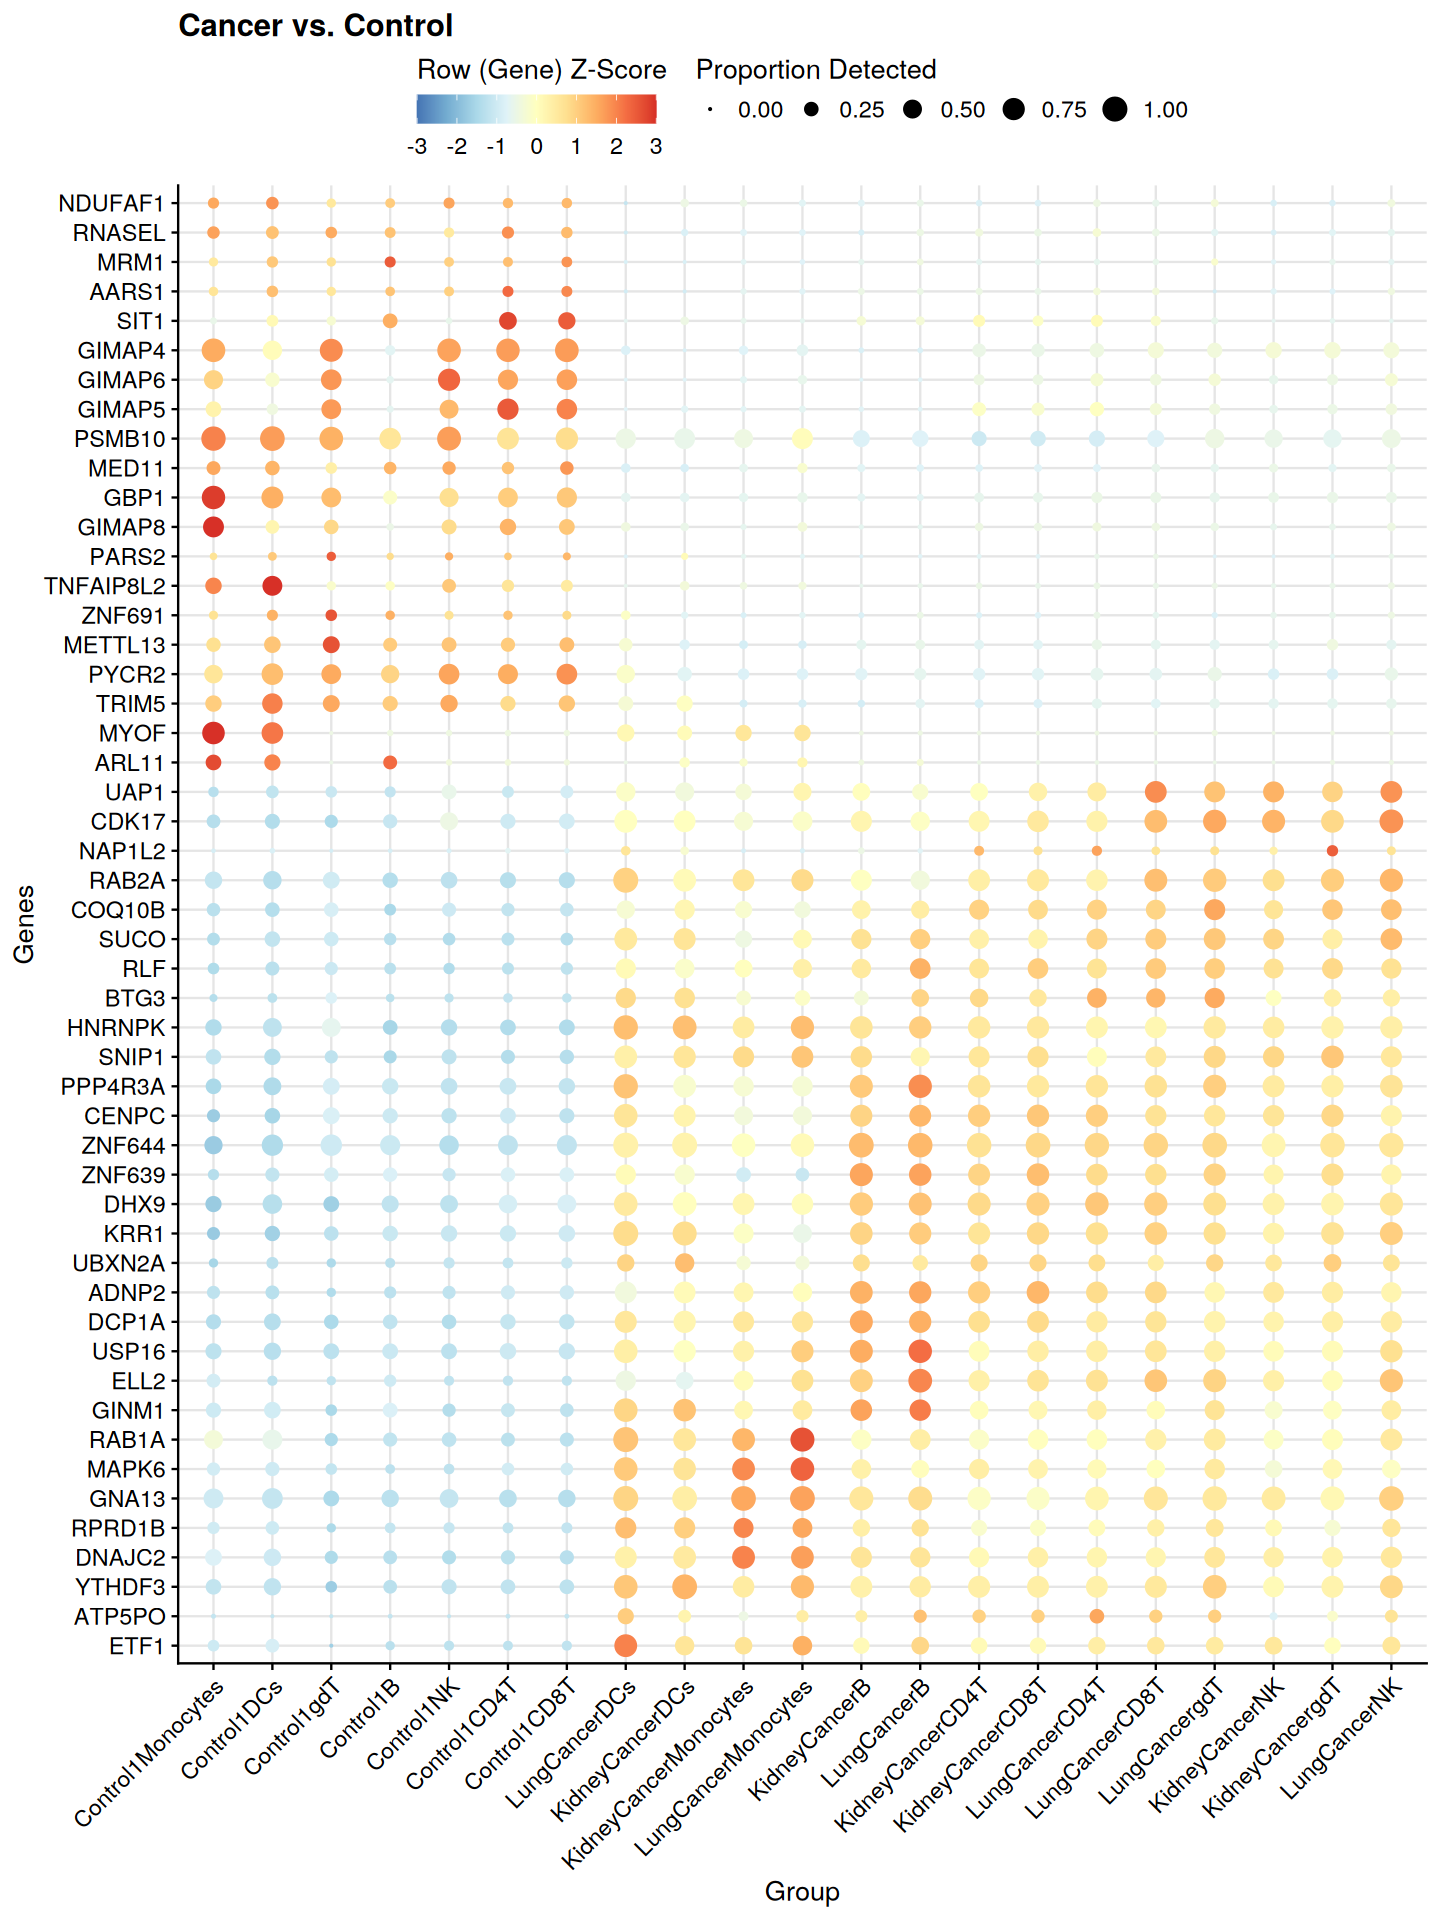 Cancer vs. Control
Row (Gene) Z-Score
Proportion Detected
-3 -2 -1 0 1 2 3
0.00 0.25 0.50 0.75 1.00
Genes
NDUFAF1
RNASEL
MRM1
AARS1
SIT1
GIMAP4
GIMAP6
GIMAP5
PSMB10
MED11
GBP1
GIMAP8
PARS2
TNFAIP8L2
ZNF691
METTL13
PYCR2
TRIM5
MYOF
ARL11
UAP1
CDK17
NAP1L2
RAB2A
COQ10B
SUCO
RLF
BTG3
HNRNPK
SNIP1
PPP4R3A
CENPC
ZNF644
ZNF639
DHX9
KRR1
UBXN2A
ADNP2
DCP1A
USP16
ELL2
GINM1
RAB1A
MAPK6
GNA13
RPRD1B
DNAJC2
YTHDF3
ATP5PO
ETF1
Control1Monocytes
Control1DCs
Control1gdT
Control1B
Control1NK
Control1CD4T
Control1CD8T
LungCancerDCs
KidneyCancerDCs
KidneyCancerMonocytes
LungCancerMonocytes
KidneyCancerB
LungCancerB
KidneyCancerCD4T
KidneyCancerCD8T
LungCancerCD4T
LungCancerCD8T
LungCancergdT
KidneyCancerNK
KidneyCancergdT
LungCancerNK
Group